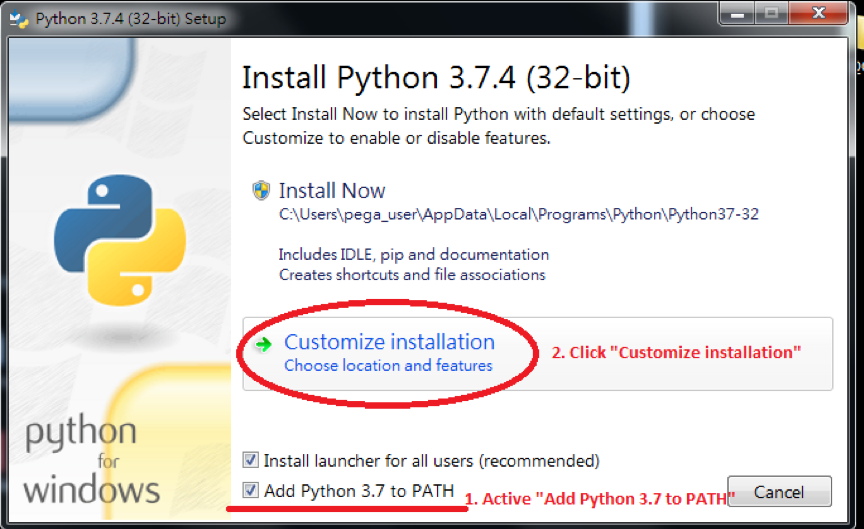 Python 3.7.4 (32-bit) Setup
Install Python 3.7.4 (32-bit)
Select Install Now to install Python with default settings, or choose
Customize to enable or disable features.
Install Now
C:\Users\pega_user\AppData\Local\Programs\Python\Python37-32
Includes IDLE, pip and documentation
Creates shortcuts and file associations
Customize installation
Choose location and features
2. Click "Customize installation"
python
for
windows
Install launcher for all users (recommended)
Add Python 3.7 to PATH
1. Active "Add Python 3.7 to PATH"
Cancel